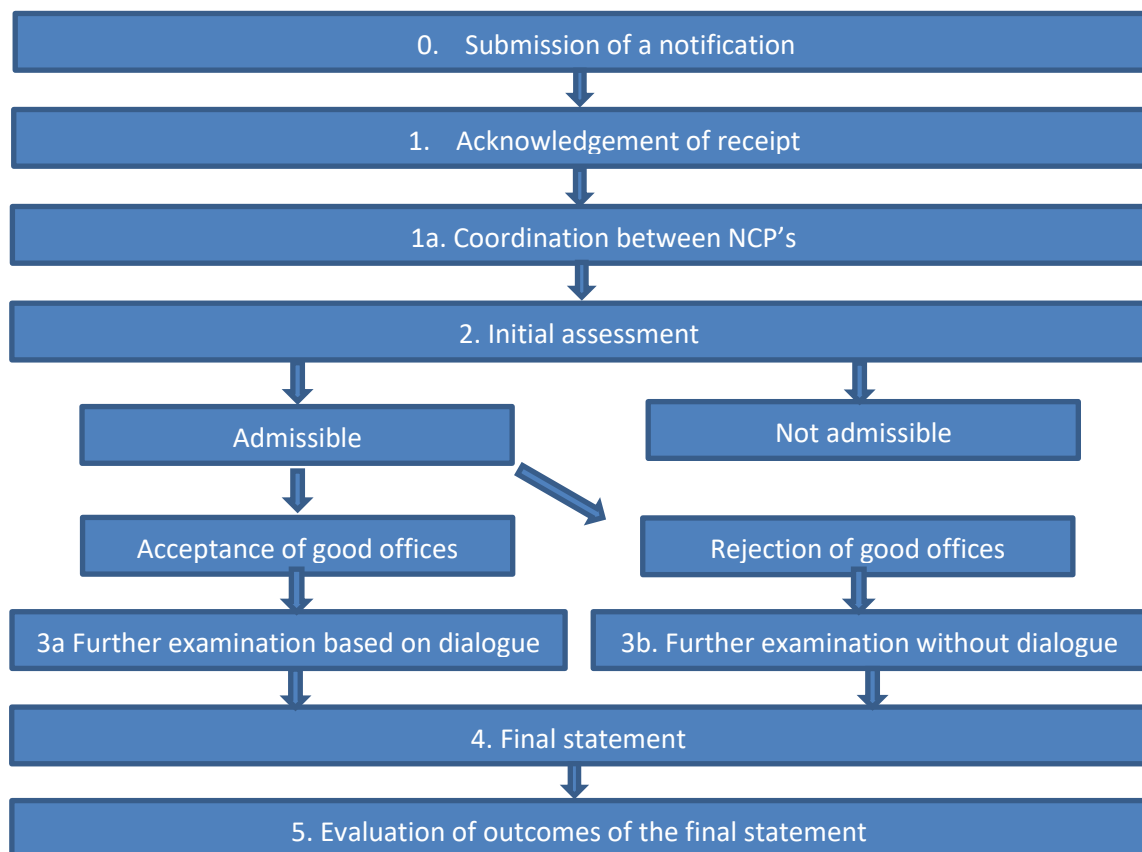 0. Submission of a notification
1. Acknowledgement of receipt
1a. Coordination between NCP’s
2. Initial assessment
Admissible
Not admissible
Acceptance of good offices
Rejection of good offices
3a Further examination based on dialogue
3b. Further examination without dialogue
4. Final statement
5. Evaluation of outcomes of the final statement